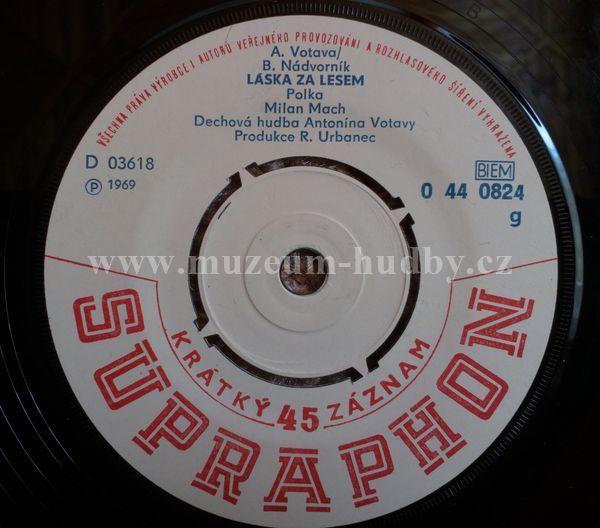 VŠECHNA PRÁVA VÝROBCE I AUTORŮ VEŘEJNÉHO PROVOZOVÁNÍ A ROZHLASOVÉHO ŠÍŘENÍ VYHRAŽENA
A. Votava/
B. Nádvorník
LÁSKA ZA LESEM
Polka
Milan Mach
Dechová hudba Antonína Votavy
Produkce R. Urbanec
D 03618
BIEM
Ⓟ 1969
0 44 0824
g
www.muzeum-hudby.cz
KRÁTKÝ 45 ZÁZNAM
SUPRAPHON